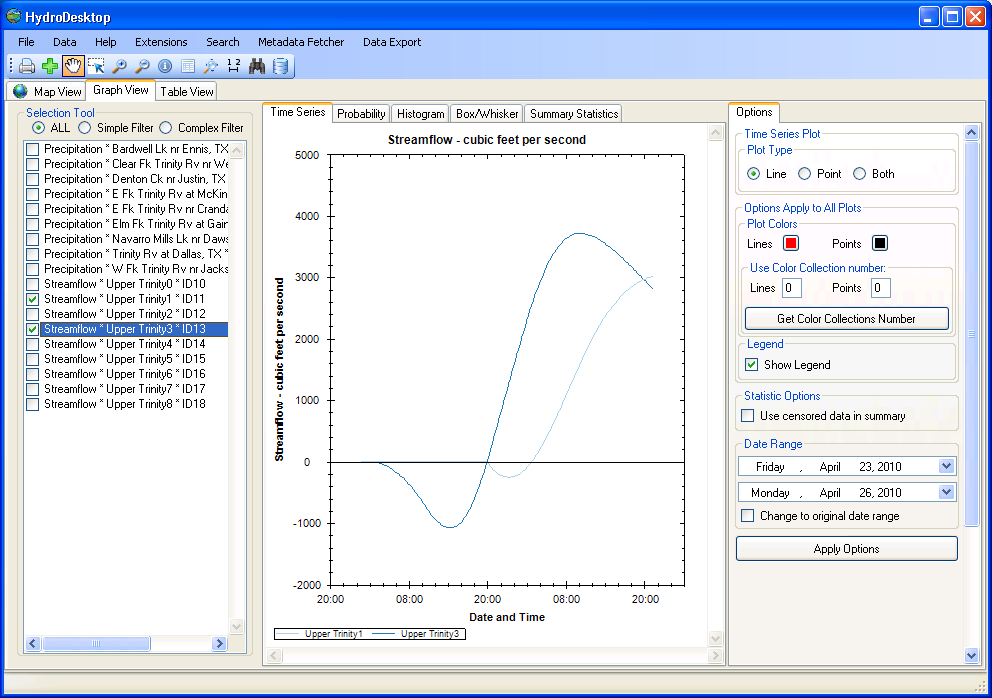 HydroDesktop
File Data Help Extensions Search Metadata Fetcher Data Export
1 2
Map View Graph View Table View
Selection Tool
ALL Simple Filter Complex Filter
Precipitation * Bardwell Lk nr Ennis, TX
Precipitation * Clear Fk Trinity Rv nr We
Precipitation * Denton Ck nr Justin, TX
Precipitation * E Fk Trinity Rv at McKin
Precipitation * E Fk Trinity Rv nr Cranda
Precipitation * Elm Fk Trinity Rv at Gain
Precipitation * Navarro Mills Lk nr Daws
Precipitation * Trinity Rv at Dallas, TX *
Precipitation * W Fk Trinity Rv nr Jacks
Streamflow * Upper Trinity0 * ID10
Streamflow * Upper Trinity1 * ID11
Streamflow * Upper Trinity2 * ID12
Streamflow * Upper Trinity3 * ID13
Streamflow * Upper Trinity4 * ID14
Streamflow * Upper Trinity5 * ID15
Streamflow * Upper Trinity6 * ID16
Streamflow * Upper Trinity7 * ID17
Streamflow * Upper Trinity8 * ID18
Time Series Probability Histogram Box/Whisker Summary Statistics
Streamflow - cubic feet per second
Streamflow - cubic feet per second
5000
4000
3000
2000
1000
0
-1000
-2000
20:00 08:00 20:00 08:00 20:00
Date and Time
Upper Trinity1 Upper Trinity3
Options
Time Series Plot
Plot Type
Line Point Both
Options Apply to All Plots
Plot Colors
Lines Points
Use Color Collection number:
Lines 0 Points 0
Get Color Collections Number
Legend
Show Legend
Statistic Options
Use censored data in summary
Date Range
Friday , April 23, 2010
Monday , April 26, 2010
Change to original date range
Apply Options